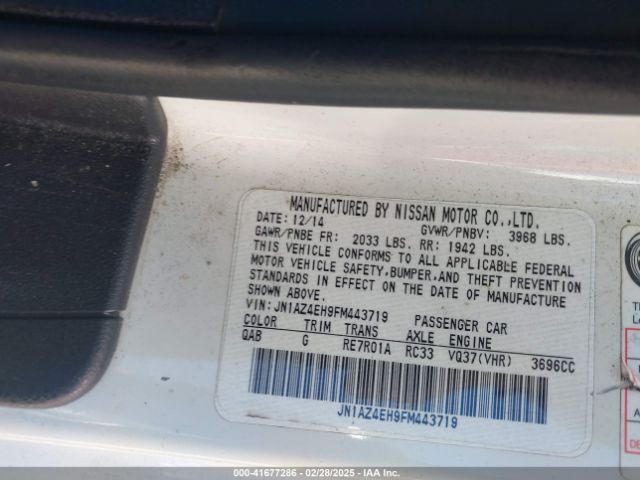 MANUFACTURED BY NISSAN MOTOR CO.,LTD.
DATE: 12/14 GVWR/PNBV: 3968 LBS.
GAWR/PNBE FR: 2033 LBS. RR: 1942 LBS.
THIS VEHICLE CONFORMS TO ALL APPLICABLE FEDERAL
MOTOR VEHICLE SAFETY,BUMPER,AND THEFT PREVENTION
STANDARDS IN EFFECT ON THE DATE OF MANUFACTURE
SHOWN ABOVE.
VIN: JN1AZ4EH9FM443719 PASSENGER CAR
COLOR TRIM TRANS AXLE ENGINE
QAB G RE7R01A RC33 VQ37(VHR) 3696CC
JN1AZ4EH9FM443719
000-41677286 - 02/28/2025 - IAAI.COM